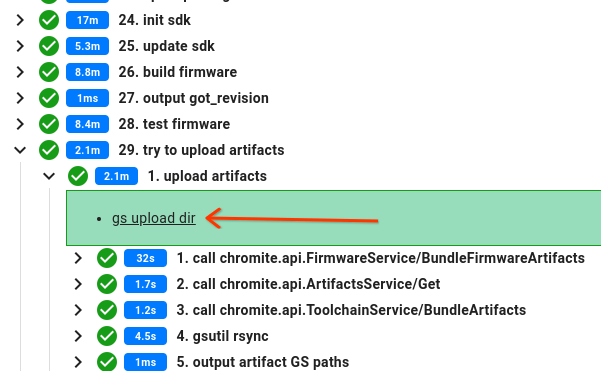 17m 24. init sdk
5.3m 25. update sdk
8.8m 26. build firmware
1ms 27. output got_revision
8.4m 28. test firmware
2.1m 29. try to upload artifacts
2.1m 1. upload artifacts
• gs upload dir
32s 1. call chromite.api.FirmwareService/BundleFirmwareArtifacts
1.7s 2. call chromite.api.ArtifactsService/Get
1.2s 3. call chromite.api.ToolchainService/BundleArtifacts
4.5s 4. gsutil rsync
1ms 5. output artifact GS paths